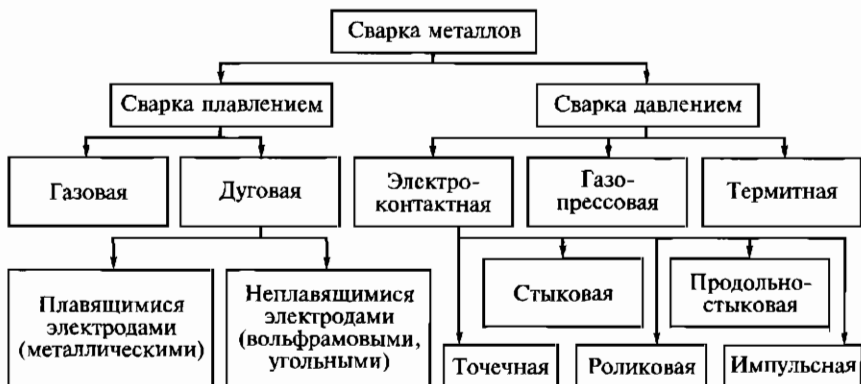 Сварка металлов
Сварка плавлением
Сварка давлением
Газовая
Дуговая
Электро-
контактная
Газо-
прессовая
Термитная
Плавящимися
электродами
(металлическими)
Неплавящимися
электродами
(вольфрамовыми,
угольными)
Стыковая
Продольно-
стыковая
Точечная
Роликовая
Импульсная